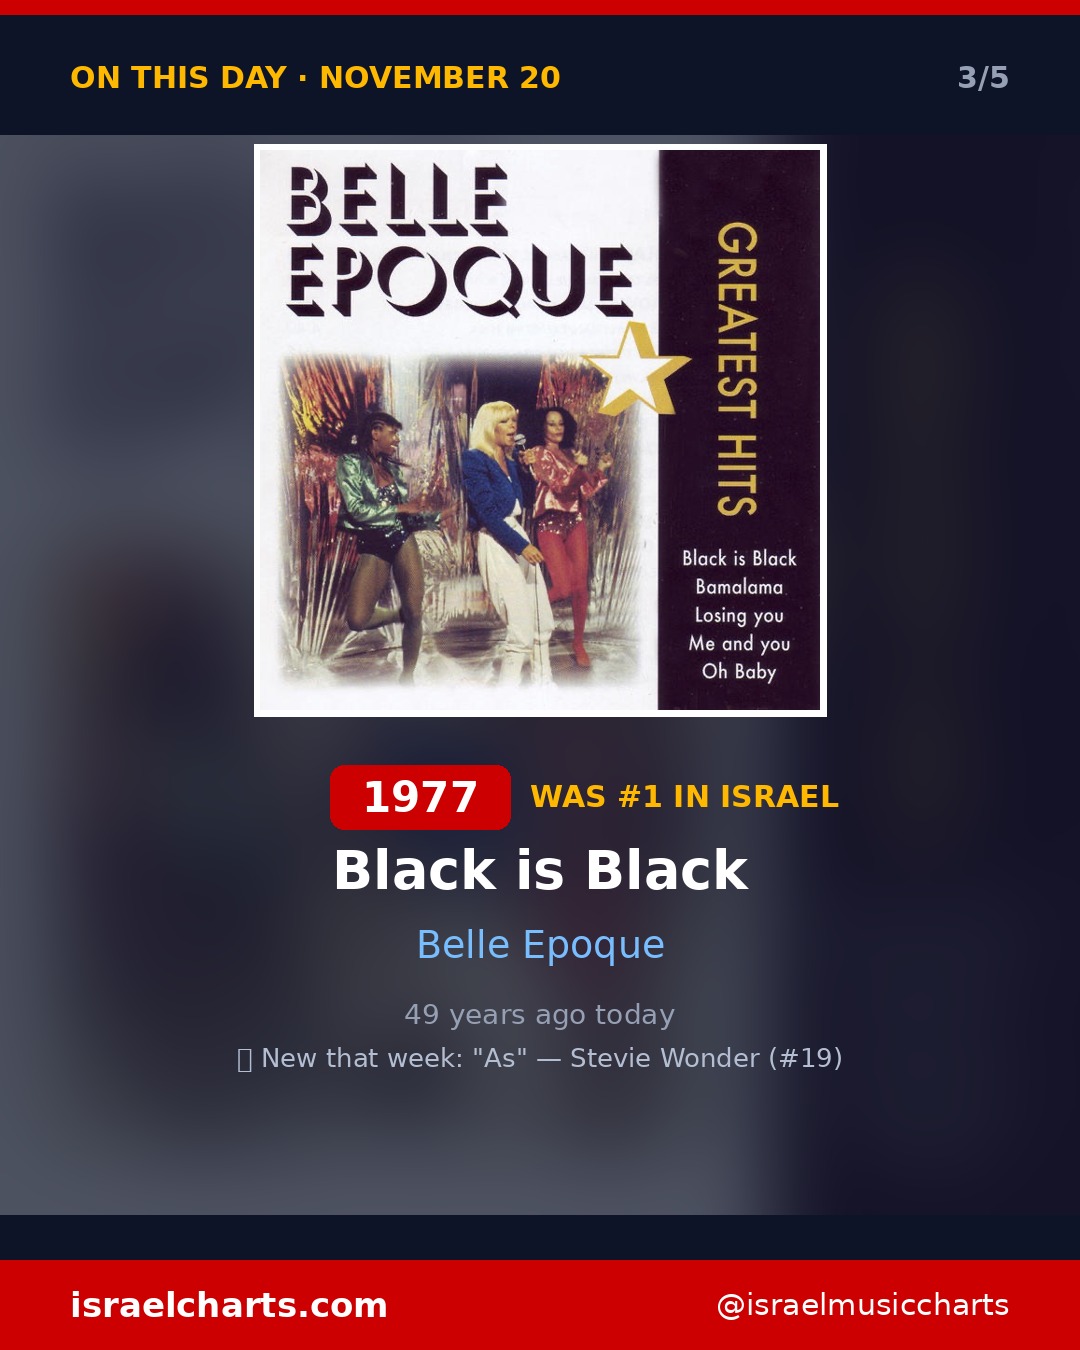 ON THIS DAY · NOVEMBER 20
3/5
BELLE
EPOQUE
GREATEST HITS
Black is Black
Bamalama
Losing you
Me and you
Oh Baby
1977
WAS #1 IN ISRAEL
Black is Black
Belle Epoque
49 years ago today
New that week: "As" — Stevie Wonder (#19)
israelcharts.com
@israelmusiccharts